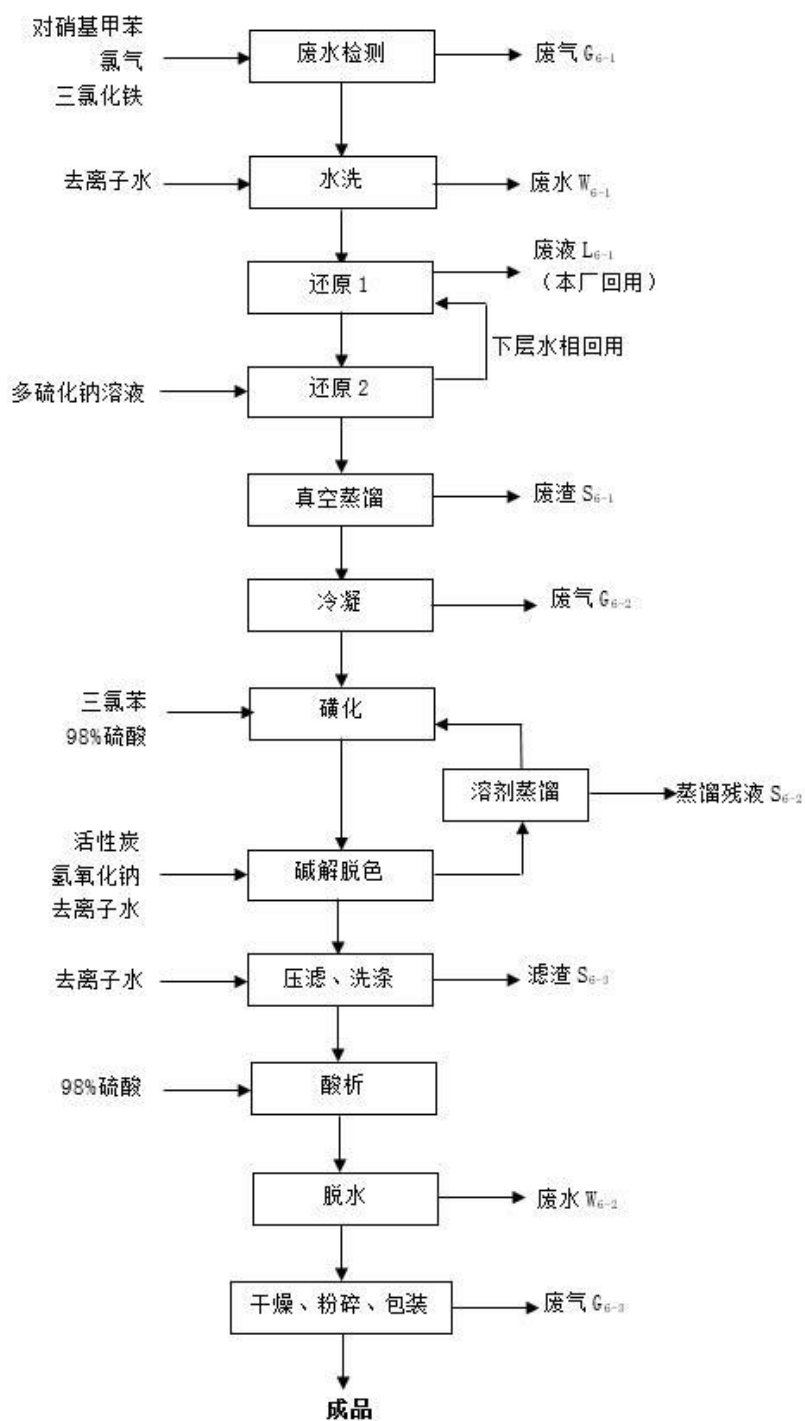 对硝基甲苯
氯气
三氯化铁
废水检测
废气 G₆₋₁
去离子水
水洗
废水 W₆₋₁
还原 1
废液 L₆₋₁
（本厂回用）
下层水相回用
多硫化钠溶液
还原 2
真空蒸馏
废渣 S₆₋₁
冷凝
废气 G₆₋₂
三氯苯
98%硫酸
磺化
溶剂蒸馏
蒸馏残液 S₆₋₂
活性炭
氢氧化钠
去离子水
碱解脱色
去离子水
压滤、洗涤
滤渣 S₆₋₃
98%硫酸
酸析
脱水
废水 W₆₋₂
干燥、粉碎、包装
废气 G₆₋₃
成品